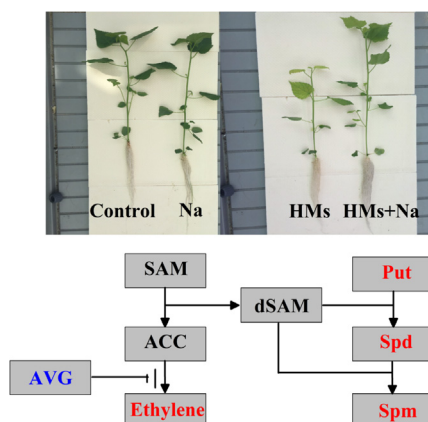 Control Na HMs HMs+Na
SAM Put
dSAM
ACC Spd
AVG
Ethylene Spm